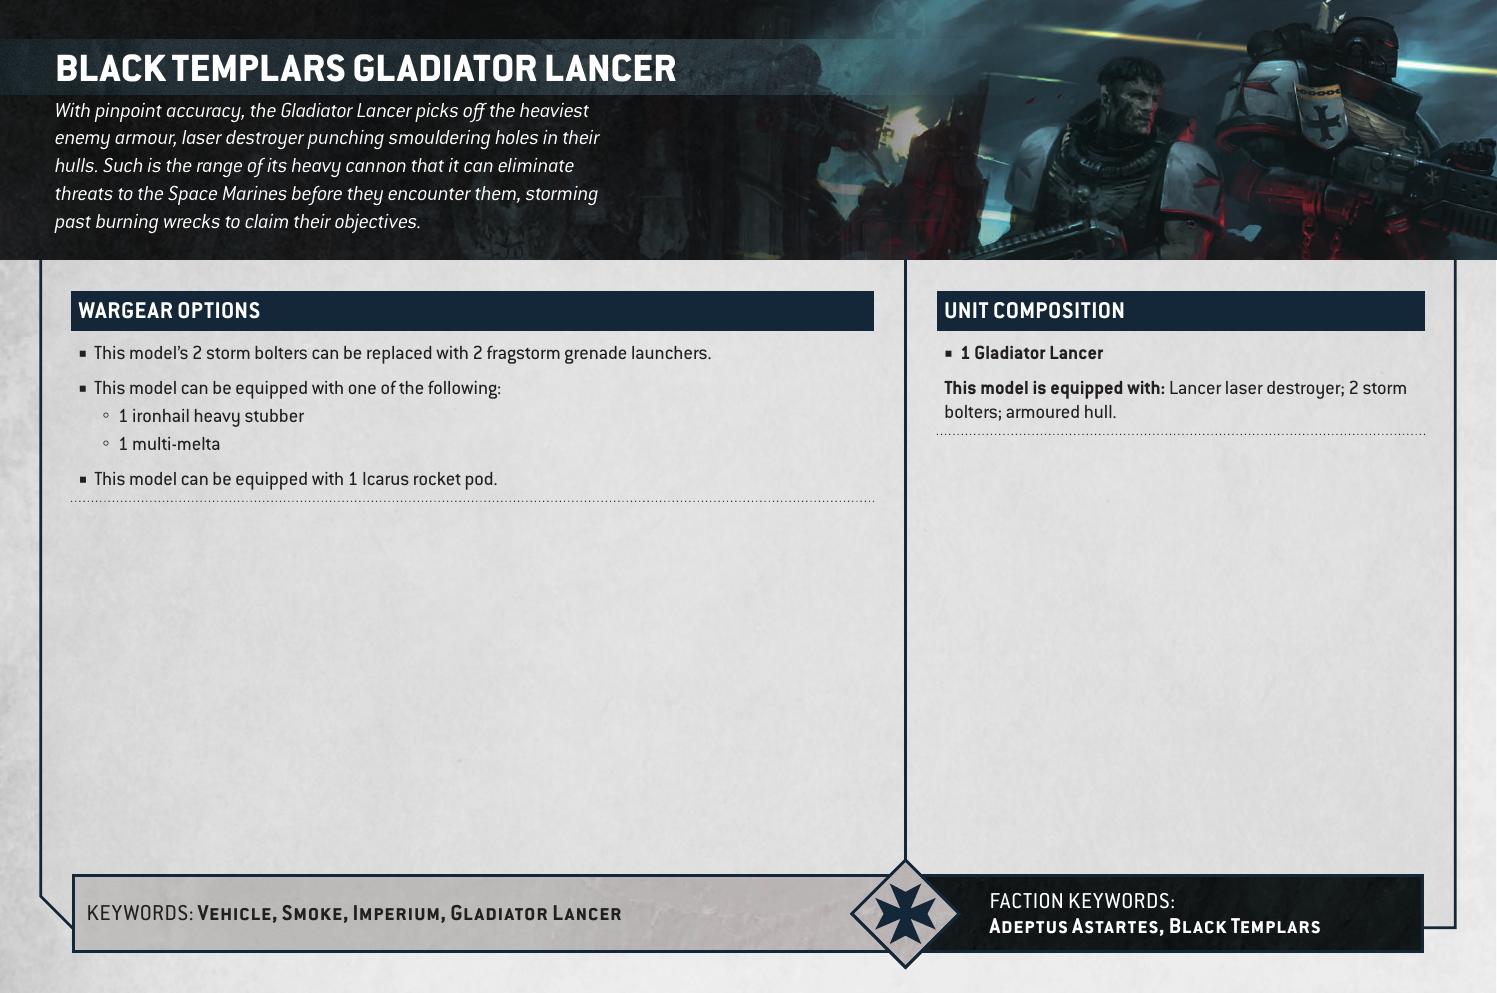 BLACK TEMPLARS GLADIATOR LANCER
With pinpoint accuracy, the Gladiator Lancer picks off the heaviest
enemy armour, laser destroyer punching smouldering holes in their
hulls. Such is the range of its heavy cannon that it can eliminate
threats to the Space Marines before they encounter them, storming
past burning wrecks to claim their objectives.
WARGEAR OPTIONS
▪ This model’s 2 storm bolters can be replaced with 2 fragstorm grenade launchers.
▪ This model can be equipped with one of the following:
◦ 1 ironhail heavy stubber
◦ 1 multi-melta
▪ This model can be equipped with 1 Icarus rocket pod.
UNIT COMPOSITION
▪ 1 Gladiator Lancer
This model is equipped with: Lancer laser destroyer; 2 storm
bolters; armoured hull.
KEYWORDS: Vehicle, Smoke, Imperium, Gladiator Lancer
FACTION KEYWORDS:
Adeptus Astartes, Black Templars